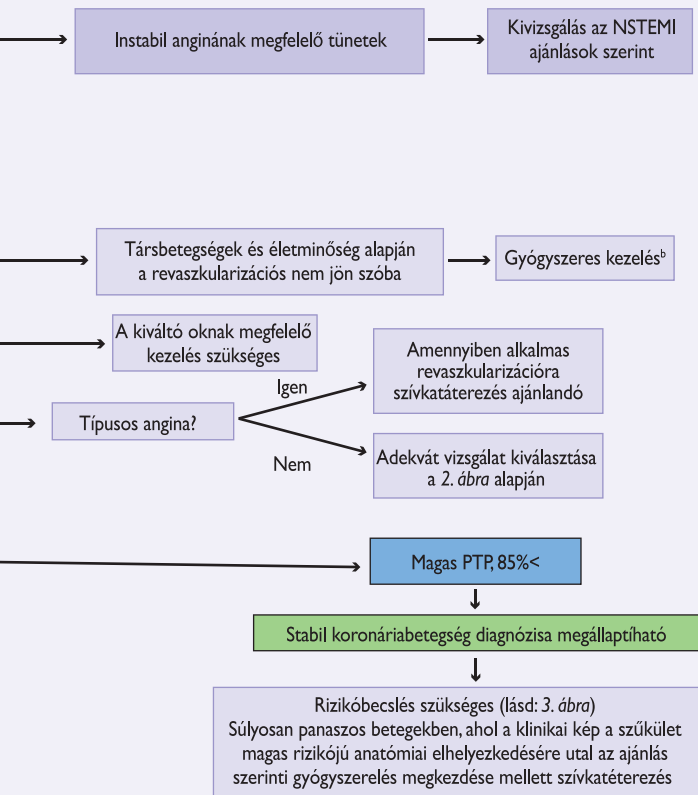 Instabil anginának megfelelő tünetek
Kivizsgálás az NSTEMI
ajánlások szerint
Társbetegségek és életminőség alapján
a revaszkularizációs nem jön szóba
Gyógyszeres kezelésᵇ
A kiváltó oknak megfelelő
kezelés szükséges
Típusos angina?
Igen
Amennyiben alkalmas
revaszkularizációra
szívkatáterezés ajánlandó
Nem
Adekvát vizsgálat kiválasztása
a 2. ábra alapján
Magas PTP, 85%<
Stabil koronáriabetegség diagnózisa megállaptíható
Rizikóbecslés szükséges (lásd: 3. ábra)
Súlyosan panaszos betegekben, ahol a klinikai kép a szűkület
magas rizikójú anatómiai elhelyezkedésére utal az ajánlás
szerinti gyógyszerelés megkezdése mellett szívkatéterezés